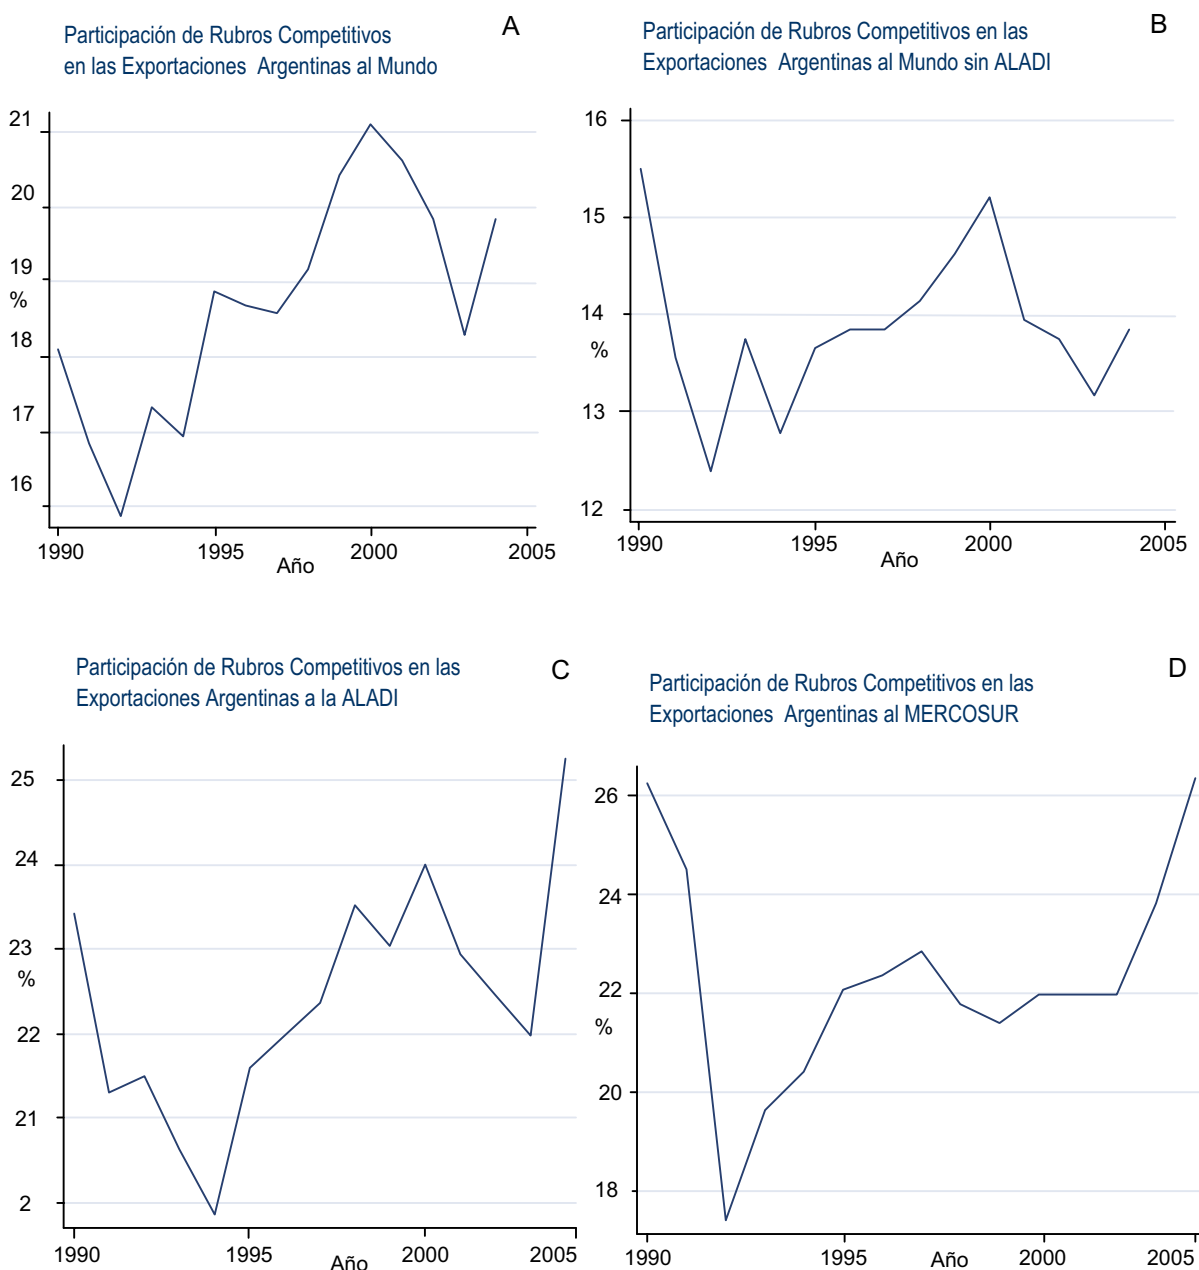 Participación de Rubros Competitivos
en las Exportaciones Argentinas al Mundo
A
21
20
19
%
18
17
16
1990
1995
2000
2005
Año
Participación de Rubros Competitivos en las
Exportaciones Argentinas al Mundo sin ALADI
B
16
15
14
%
13
12
1990
1995
2000
2005
Año
Participación de Rubros Competitivos en las
Exportaciones Argentinas a la ALADI
C
25
24
23
%
22
21
2
1990
1995
2000
2005
Año
Participación de Rubros Competitivos en las
Exportaciones Argentinas al MERCOSUR
D
26
24
22
%
20
18
1990
1995
Año
2000
2005